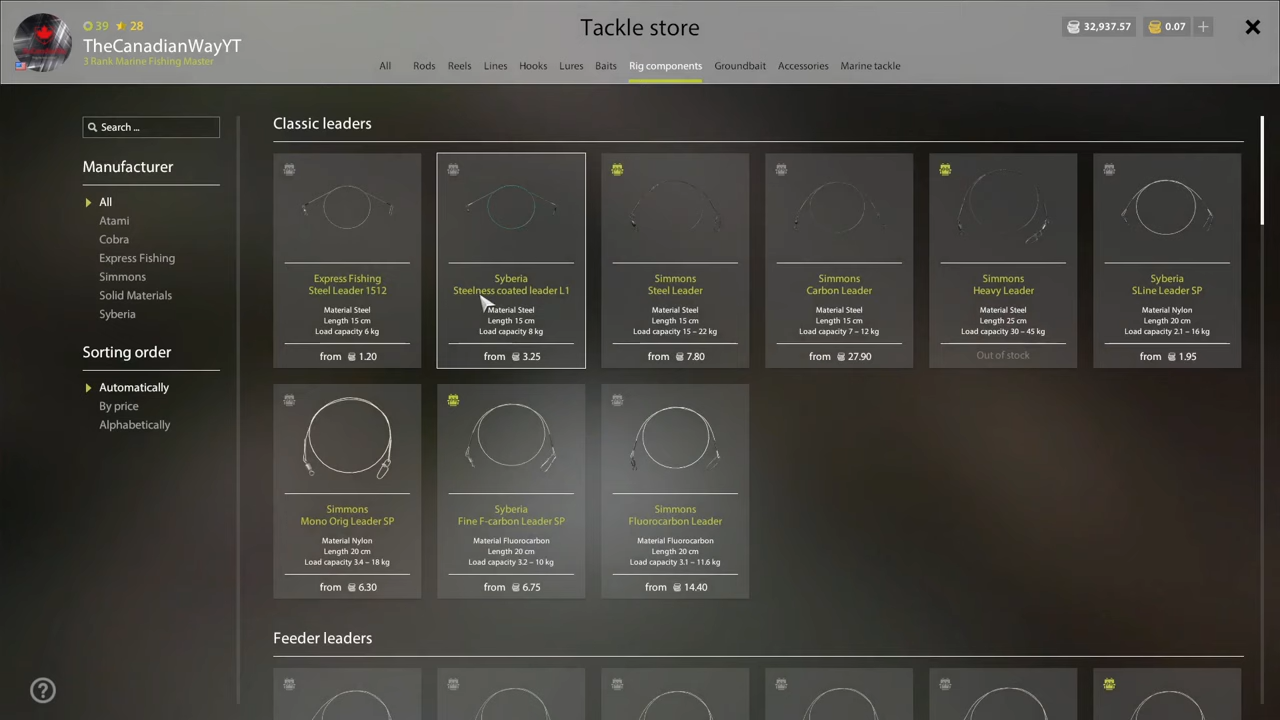 39 28
TheCanadianWayYT
3 Rank Marine Fishing Master
Tackle store
32,937.57
0.07
All Rods Reels Lines Hooks Lures Baits Rig components Groundbait Accessories Marine tackle
Search ...
Manufacturer
All
Atami
Cobra
Express Fishing
Simmons
Solid Materials
Syberia
Sorting order
Automatically
By price
Alphabetically
Classic leaders
Express Fishing
Steel Leader 1512
Material Steel
Length 15 cm
Load capacity 6 kg
from 1.20
Syberia
Steelness coated leader L1
Material Steel
Length 15 cm
Load capacity 8 kg
from 3.25
Simmons
Steel Leader
Material Steel
Length 15 cm
Load capacity 15 – 22 kg
from 7.80
Simmons
Carbon Leader
Material Steel
Length 15 cm
Load capacity 7 – 12 kg
from 27.90
Simmons
Heavy Leader
Material Steel
Length 25 cm
Load capacity 30 – 45 kg
Out of stock
Syberia
SLine Leader SP
Material Nylon
Length 20 cm
Load capacity 2.1 – 16 kg
from 1.95
Simmons
Mono Orig Leader SP
Material Nylon
Length 20 cm
Load capacity 3.4 – 18 kg
from 6.30
Syberia
Fine F-carbon Leader SP
Material Fluorocarbon
Length 20 cm
Load capacity 3.2 – 10 kg
from 6.75
Simmons
Fluorocarbon Leader
Material Fluorocarbon
Length 20 cm
Load capacity 3.1 – 11.6 kg
from 14.40
Feeder leaders
?